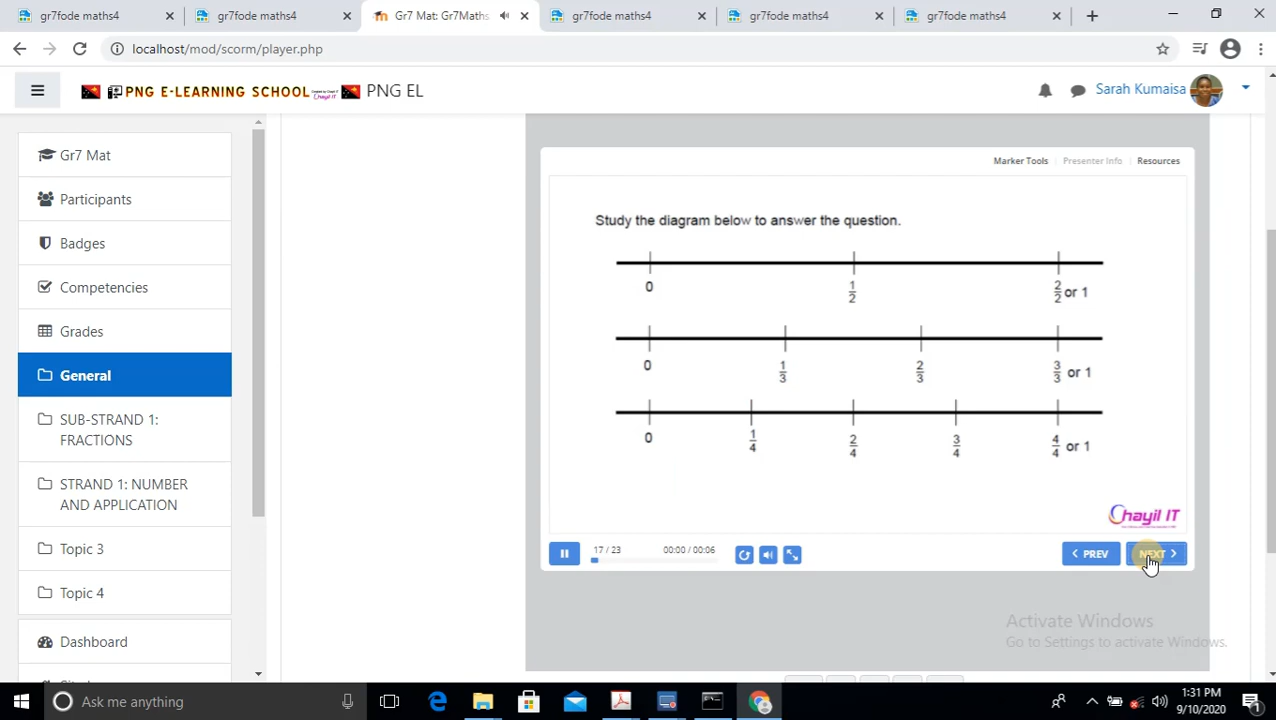 gr7fode maths4
gr7fode maths4
Gr7 Mat: Gr7Maths
gr7fode maths4
gr7fode maths4
gr7fode maths4
localhost/mod/scorm/player.php
PNG E-LEARNING SCHOOL
Chayil IT
PNG EL
Sarah Kumaisa
Gr7 Mat
Participants
Badges
Competencies
Grades
General
SUB-STRAND 1:
FRACTIONS
STRAND 1: NUMBER
AND APPLICATION
Topic 3
Topic 4
Dashboard
Marker Tools
Presenter Info
Resources
Study the diagram below to answer the question.
0 1/2 2/2 or 1
0 1/3 2/3 3/3 or 1
0 1/4 2/4 3/4 4/4 or 1
Chayil IT
17 / 23
00:00 / 00:06
PREV
NEXT
Activate Windows
Go to Settings to activate Windows.
Ask me anything
1:31 PM
9/10/2020